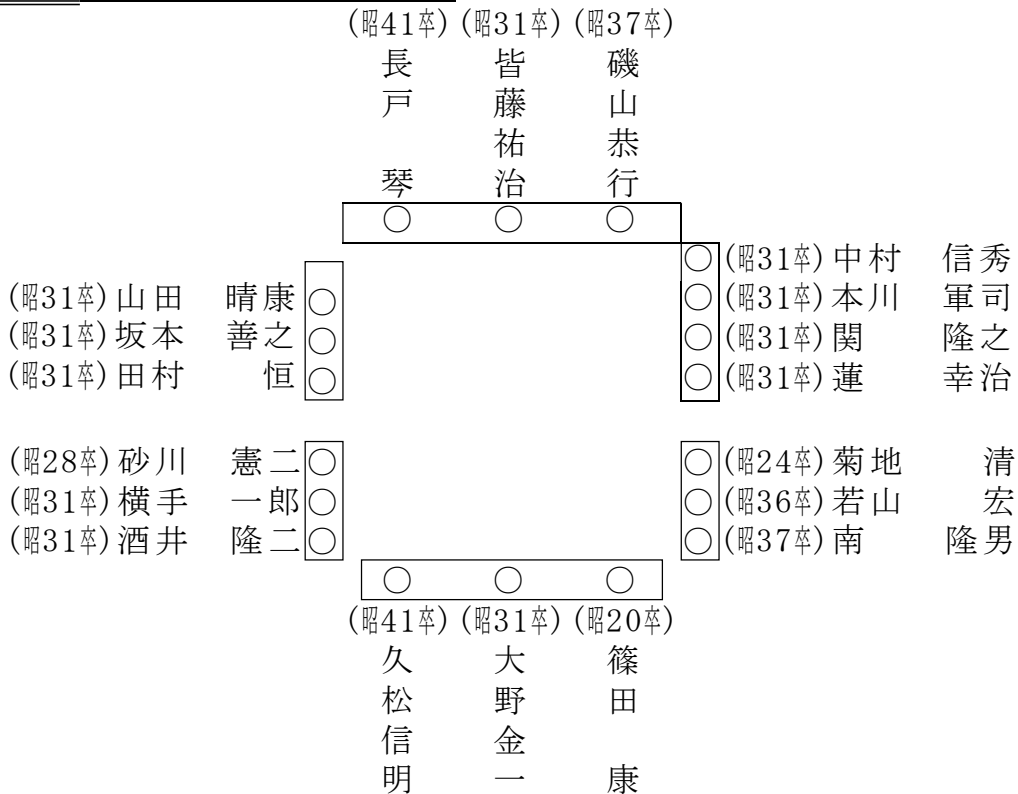 (昭41卒) (昭31卒) (昭37卒)
長戸　琴
皆藤祐治
磯山恭行
(昭31卒) 中村　信秀
(昭31卒) 本川　軍司
(昭31卒) 関　隆之
(昭31卒) 蓮　幸治
(昭31卒) 山田　晴康
(昭31卒) 坂本　善之
(昭31卒) 田村　恒
(昭28卒) 砂川　憲二
(昭31卒) 横手　一郎
(昭31卒) 酒井　隆二
(昭24卒) 菊地　清
(昭36卒) 若山　宏
(昭37卒) 南　隆男
(昭41卒) (昭31卒) (昭20卒)
久松信明
大野金一
篠田　康